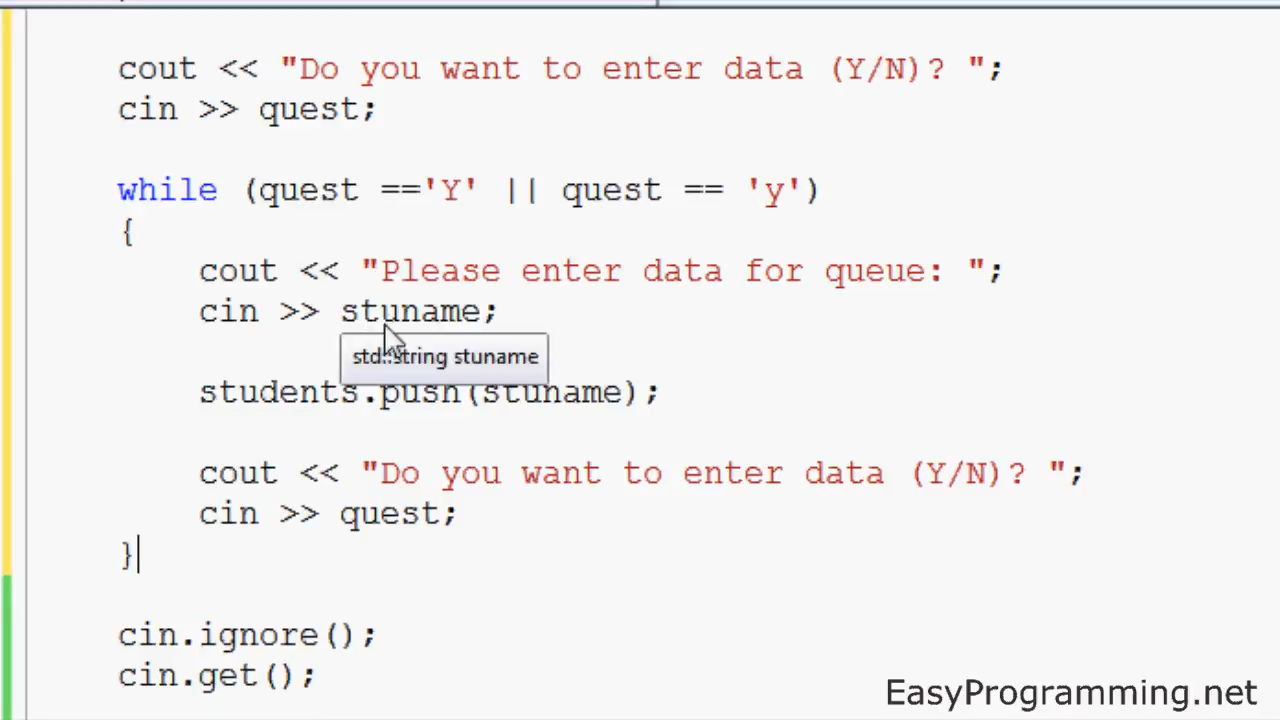 cout << "Do you want to enter data (Y/N)? ";
cin >> quest;
while (quest =='Y' || quest == 'y')
{
cout << "Please enter data for queue: ";
cin >> stuname;
std::string stuname
students.push(stuname);
cout << "Do you want to enter data (Y/N)? ";
cin >> quest;
}
cin.ignore();
cin.get();
EasyProgramming.net